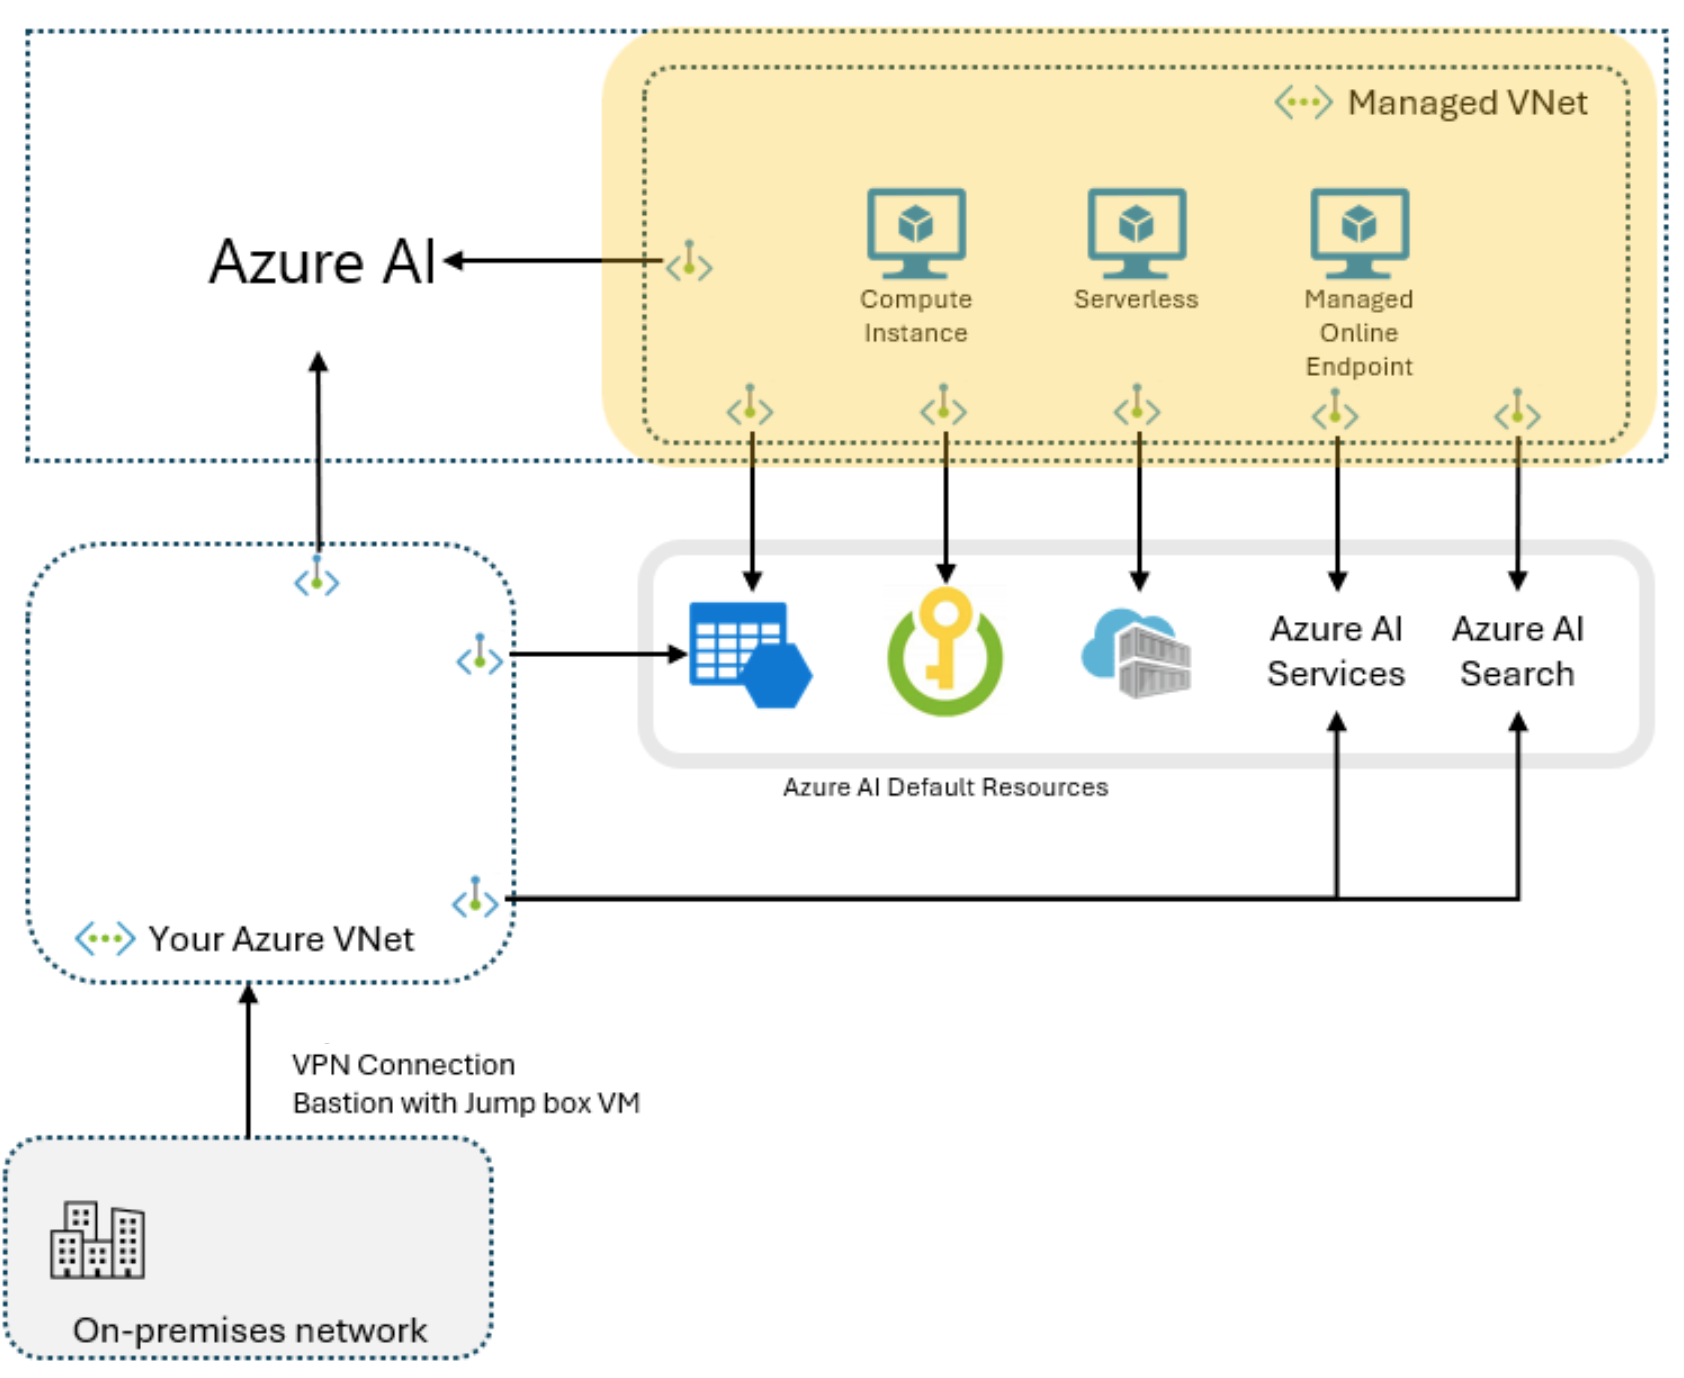 Managed VNet
Azure AI
Compute
Instance
Serverless
Managed
Online
Endpoint
Azure AI
Services
Azure AI
Search
Azure AI Default Resources
Your Azure VNet
VPN Connection
Bastion with Jump box VM
On-premises network